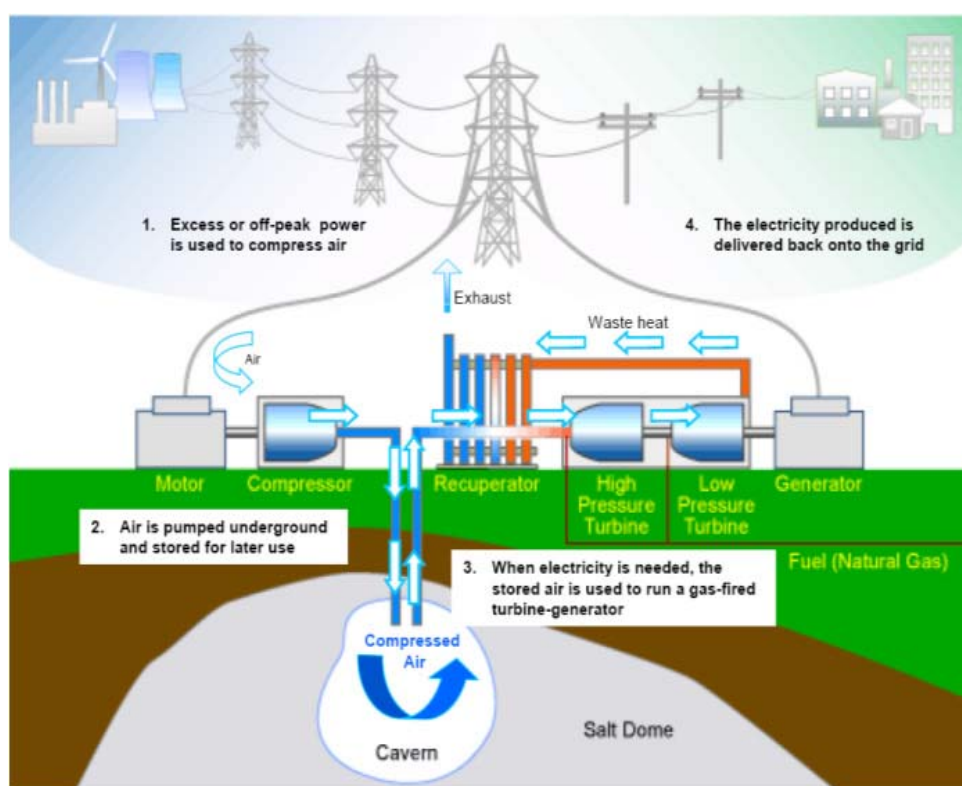 1. Excess or off-peak power
is used to compress air
4. The electricity produced is
delivered back onto the grid
Exhaust
Waste heat
Air
Motor
Compressor
Recuperator
High
Pressure
Turbine
Low
Pressure
Turbine
Generator
2. Air is pumped underground
and stored for later use
3. When electricity is needed, the
stored air is used to run a gas-fired
turbine-generator
Fuel (Natural Gas)
Compressed
Air
Cavern
Salt Dome